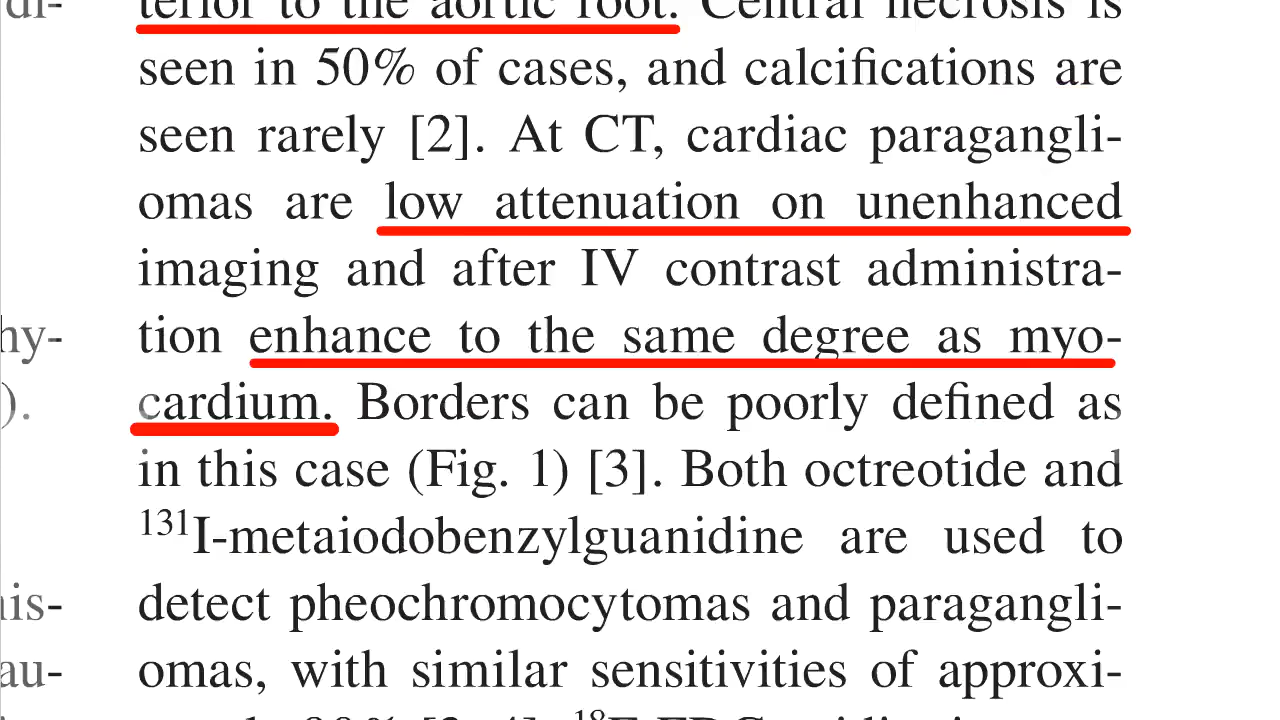 terior to the aortic root. Central necrosis is
seen in 50% of cases, and calcifications are
seen rarely [2]. At CT, cardiac paragangli-
omas are low attenuation on unenhanced
imaging and after IV contrast administra-
tion enhance to the same degree as myo-
cardium. Borders can be poorly defined as
in this case (Fig. 1) [3]. Both octreotide and
¹³¹I-metaiodobenzylguanidine are used to
detect pheochromocytomas and paragangli-
omas, with similar sensitivities of approxi-